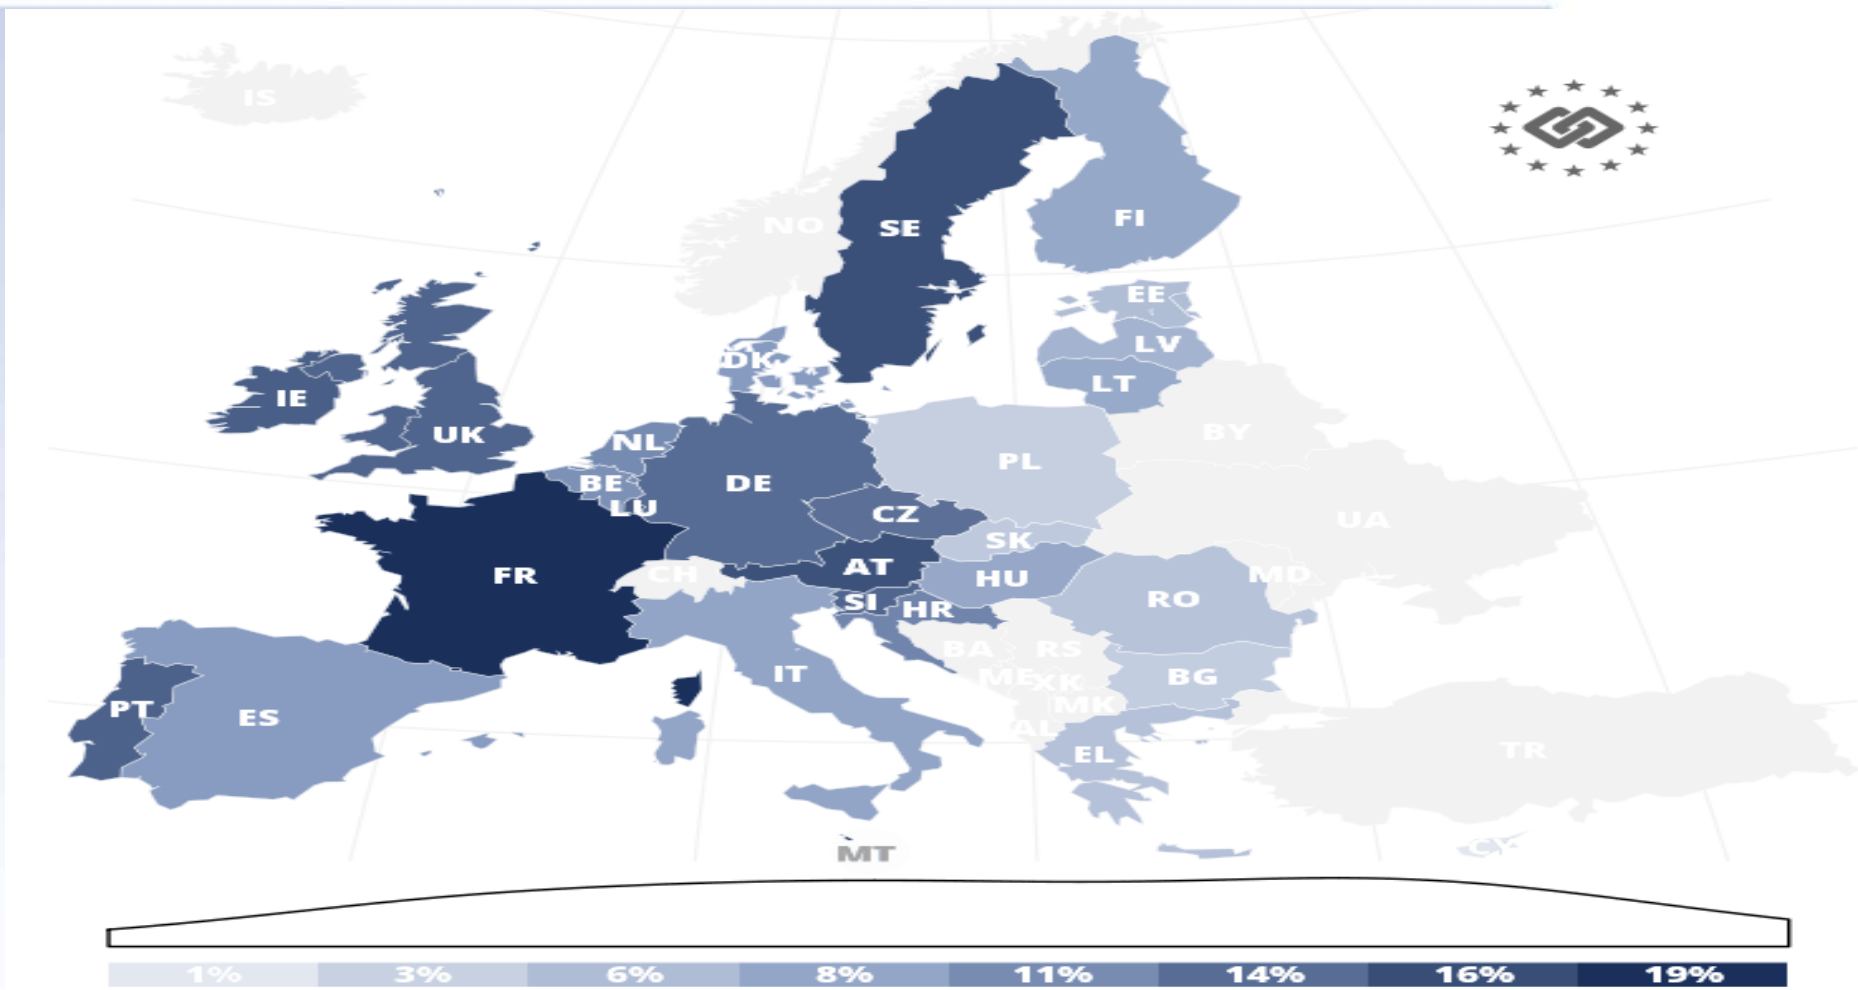 IS
NO
SE
FI
EE
LV
DK
LT
IE
UK
NL
BY
PL
BE
DE
LU
CZ
UA
SK
FR
CH
AT
HU
MD
SI
HR
RO
BA
RS
IT
ME
XK
BG
MK
PT
ES
AL
EL
TR
MT
CY
1% 3% 6% 8% 11% 14% 16% 19%